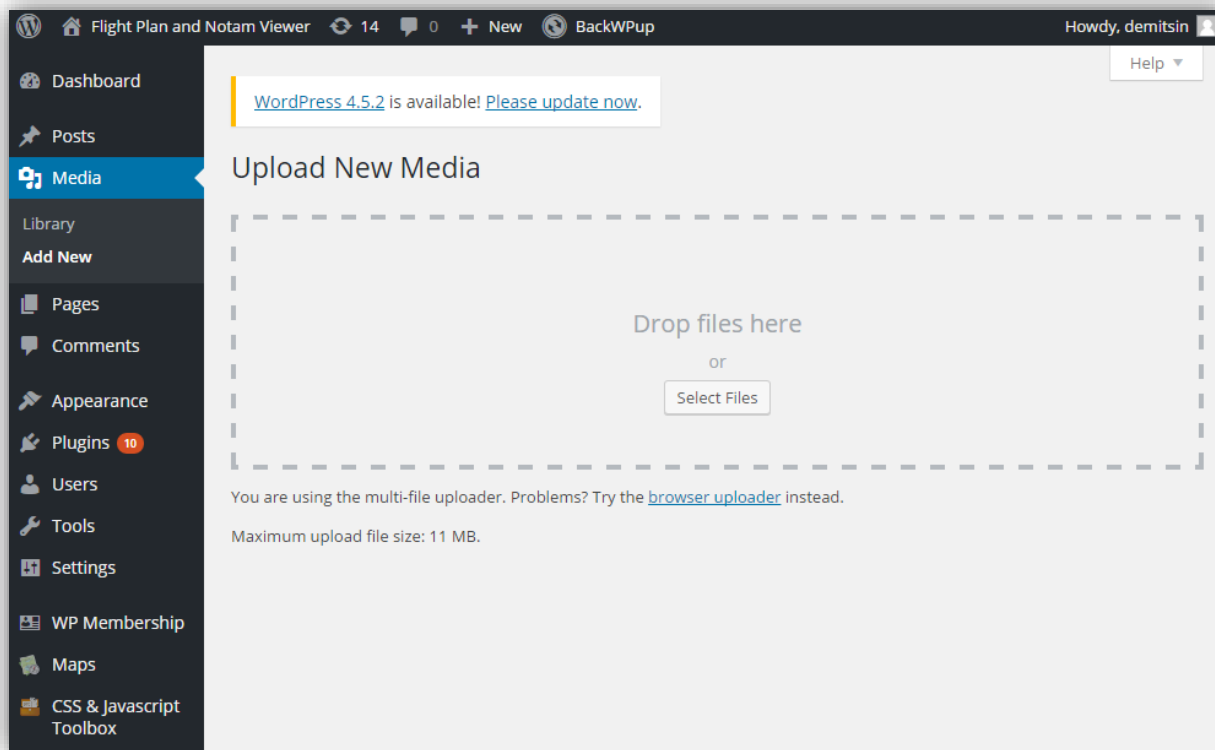 Flight Plan and Notam Viewer 14 0 New BackWPup Howdy, demitsin
Help
Dashboard
WordPress 4.5.2 is available! Please update now.
Posts
Media
Upload New Media
Library
Add New
Pages
Comments
Drop files here
or
Select Files
Appearance
Plugins 10
Users
Tools
Settings
You are using the multi-file uploader. Problems? Try the browser uploader instead.
Maximum upload file size: 11 MB.
WP Membership
Maps
CSS & Javascript
Toolbox